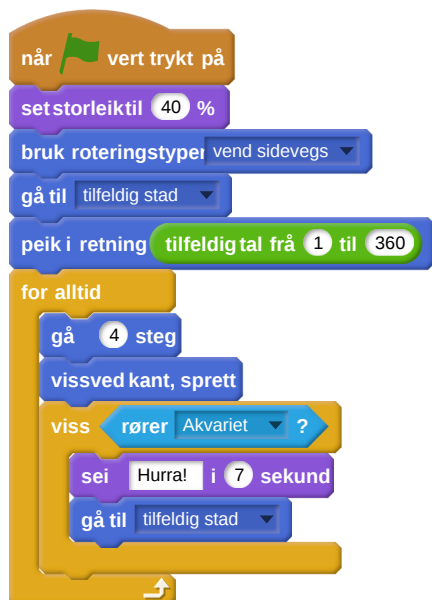 når vert trykt på
set storleik til 40 %
bruk roteringstypen vend sidevegs
gå til tilfeldig stad
peik i retning tilfeldig tal frå 1 til 360
for alltid
gå 4 steg
viss ved kant, sprett
viss rører Akvariet ?
sei Hurra! i 7 sekund
gå til tilfeldig stad